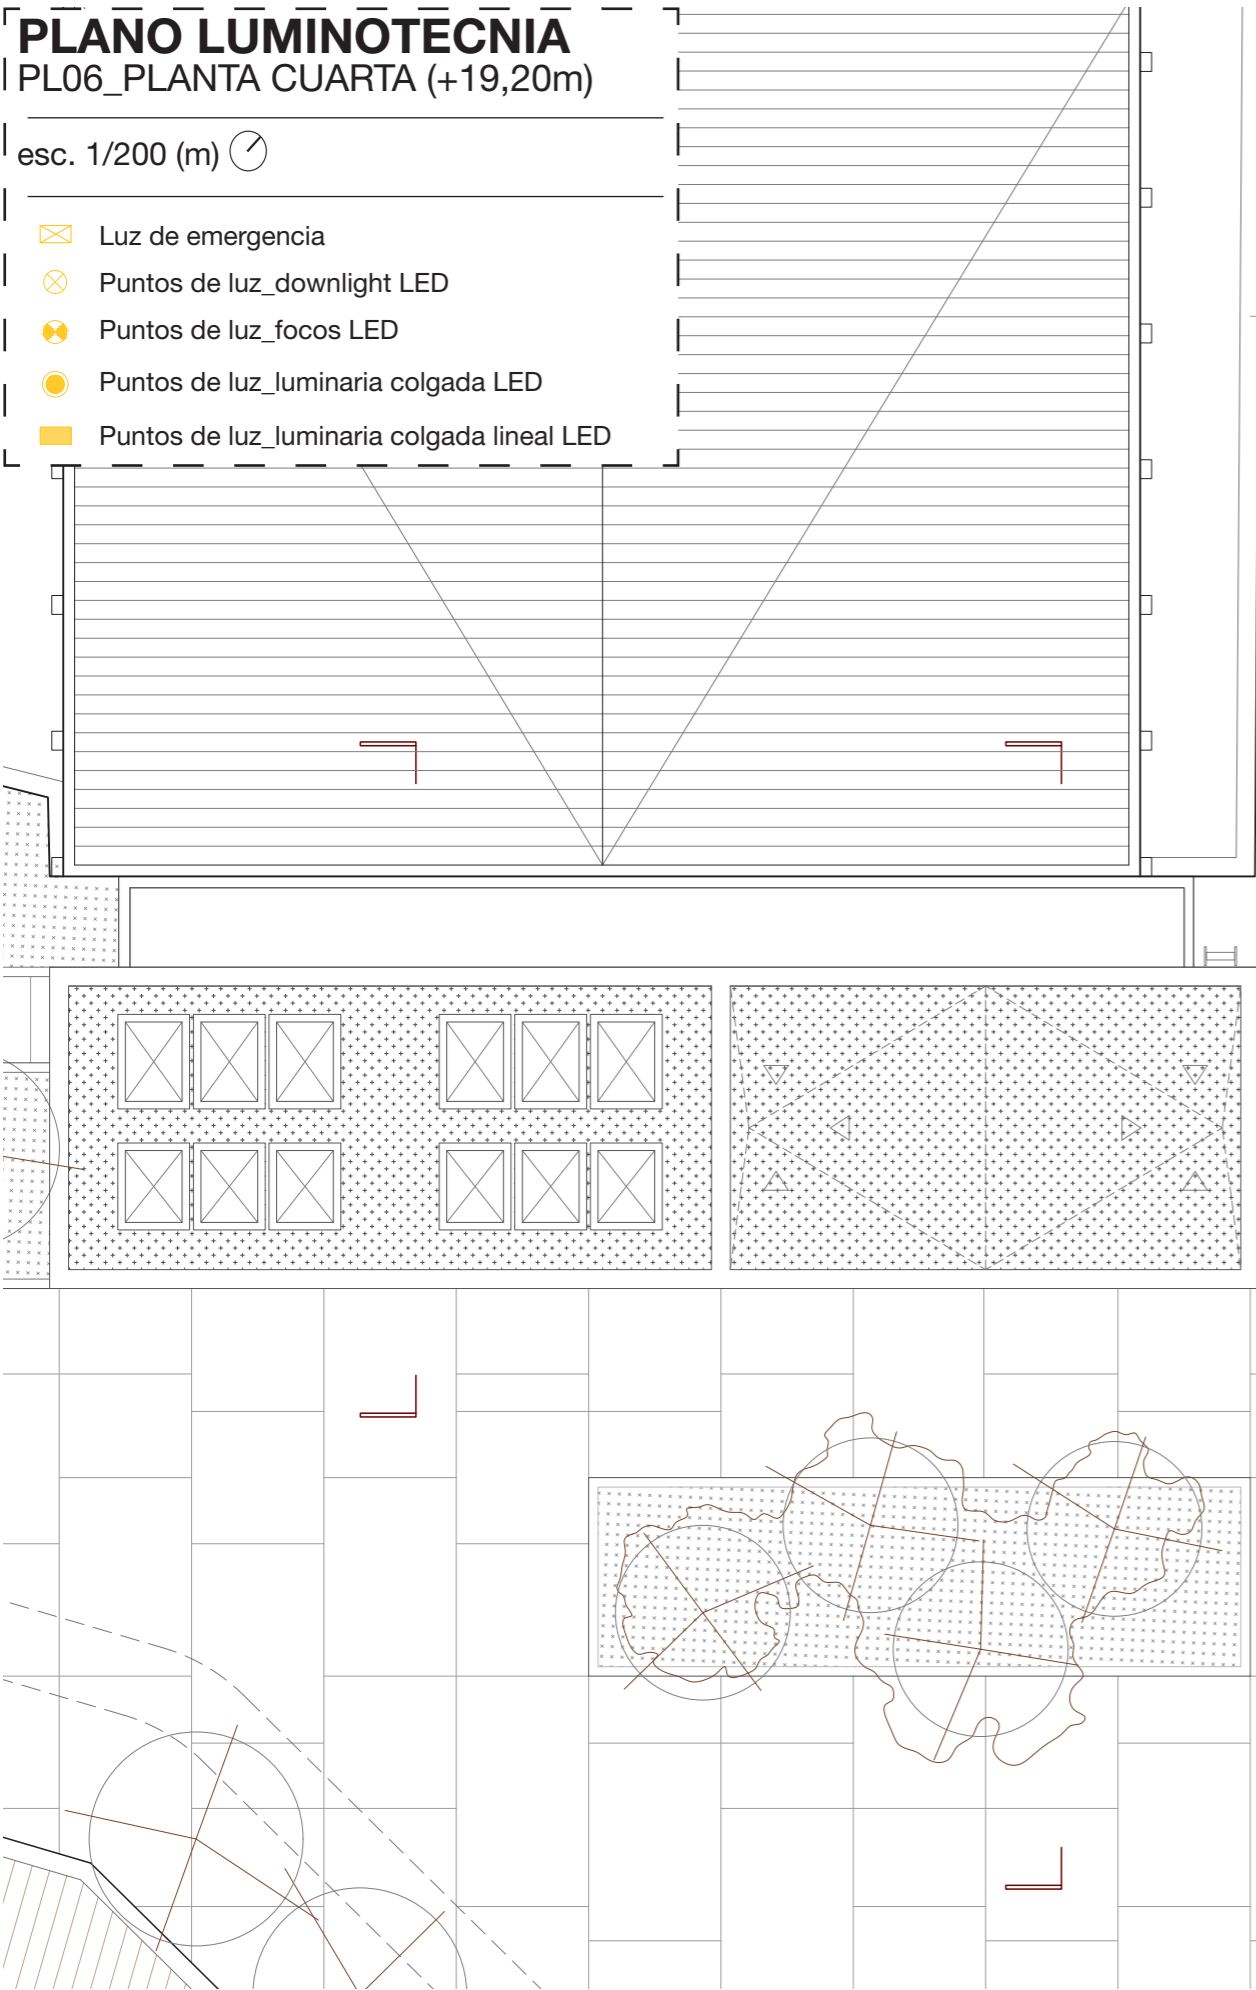 PLANO LUMINOTECNIA
PL06_PLANTA CUARTA (+19,20m)
esc. 1/200 (m)
Luz de emergencia
Puntos de luz_downlight LED
Puntos de luz_focos LED
Puntos de luz_luminaria colgada LED
Puntos de luz_luminaria colgada lineal LED